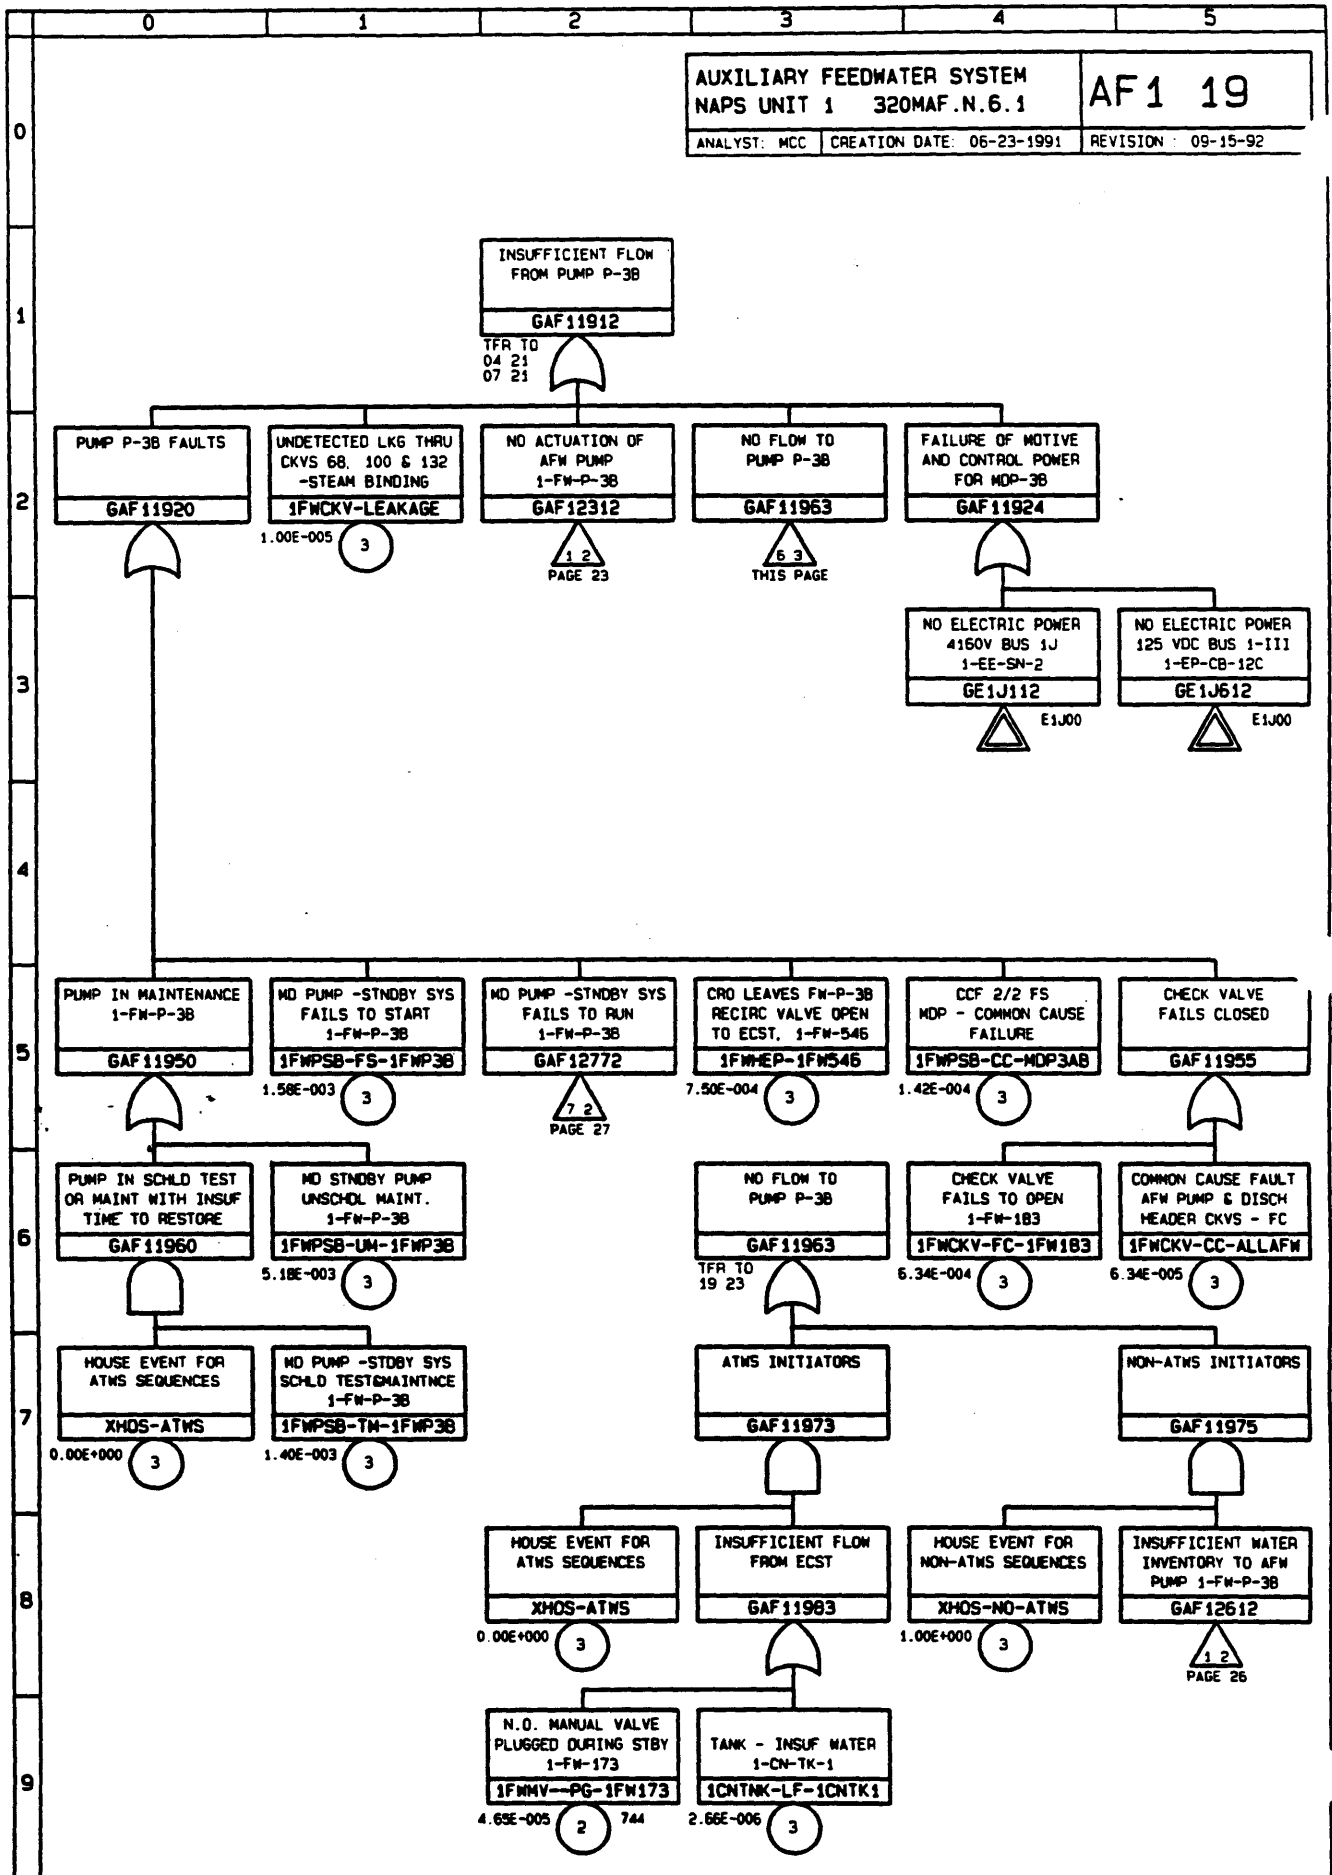 0 1 2 3 4 5
AUXILIARY FEEDWATER SYSTEM
NAPS UNIT 1 320MAF.N.6.1
AF1 19
ANALYST: MCC CREATION DATE: 06-23-1991 REVISION : 09-15-92
0
INSUFFICIENT FLOW
FROM PUMP P-3B
GAF11912
TFR TO
04 21
07 21
1
PUMP P-3B FAULTS
GAF11920
UNDETECTED LKG THRU
CKVS 68, 100 & 132
-STEAM BINDING
1FWCKV-LEAKAGE
1.00E-005
3
NO ACTUATION OF
AFW PUMP
1-FW-P-3B
GAF12312
1 2
PAGE 23
NO FLOW TO
PUMP P-3B
GAF11963
6 3
THIS PAGE
FAILURE OF MOTIVE
AND CONTROL POWER
FOR MDP-3B
GAF11924
2
NO ELECTRIC POWER
4160V BUS 1J
1-EE-SN-2
GE1J112
E1J00
NO ELECTRIC POWER
125 VDC BUS 1-III
1-EP-CB-12C
GE1J612
E1J00
3
4
PUMP IN MAINTENANCE
1-FW-P-3B
GAF11950
MD PUMP -STNDBY SYS
FAILS TO START
1-FW-P-3B
1FWPSB-FS-1FWP3B
1.58E-003
3
MD PUMP -STNDBY SYS
FAILS TO RUN
1-FW-P-3B
GAF12772
7 2
PAGE 27
CRO LEAVES FW-P-3B
RECIRC VALVE OPEN
TO ECST, 1-FW-546
1FWHEP-1FW546
7.50E-004
3
CCF 2/2 FS
MDP - COMMON CAUSE
FAILURE
1FWPSB-CC-MDP3AB
1.42E-004
3
CHECK VALVE
FAILS CLOSED
GAF11955
5
PUMP IN SCHLD TEST
OR MAINT WITH INSUF
TIME TO RESTORE
GAF11960
MD STNDBY PUMP
UNSCHDL MAINT.
1-FW-P-3B
1FWPSB-UM-1FWP3B
5.18E-003
3
NO FLOW TO
PUMP P-3B
GAF11963
TFR TO
19 23
CHECK VALVE
FAILS TO OPEN
1-FW-183
1FWCKV-FC-1FW183
6.34E-004
3
COMMON CAUSE FAULT
AFW PUMP & DISCH
HEADER CKVS - FC
1FWCKV-CC-ALLAFW
6.34E-005
3
6
HOUSE EVENT FOR
ATWS SEQUENCES
XHOS-ATWS
0.00E+000
3
MD PUMP -STDBY SYS
SCHLD TEST&MAINTNCE
1-FW-P-3B
1FWPSB-TM-1FWP3B
1.40E-003
3
ATWS INITIATORS
GAF11973
NON-ATWS INITIATORS
GAF11975
7
HOUSE EVENT FOR
ATWS SEQUENCES
XHOS-ATWS
0.00E+000
3
INSUFFICIENT FLOW
FROM ECST
GAF11983
HOUSE EVENT FOR
NON-ATWS SEQUENCES
XHOS-NO-ATWS
1.00E+000
3
INSUFFICIENT WATER
INVENTORY TO AFW
PUMP 1-FW-P-3B
GAF12612
1 2
PAGE 26
8
N.O. MANUAL VALVE
PLUGGED DURING STBY
1-FW-173
1FWMV--PG-1FW173
4.65E-005
2
744
TANK - INSUF WATER
1-CN-TK-1
1CNTNK-LF-1CNTK1
2.66E-006
3
9